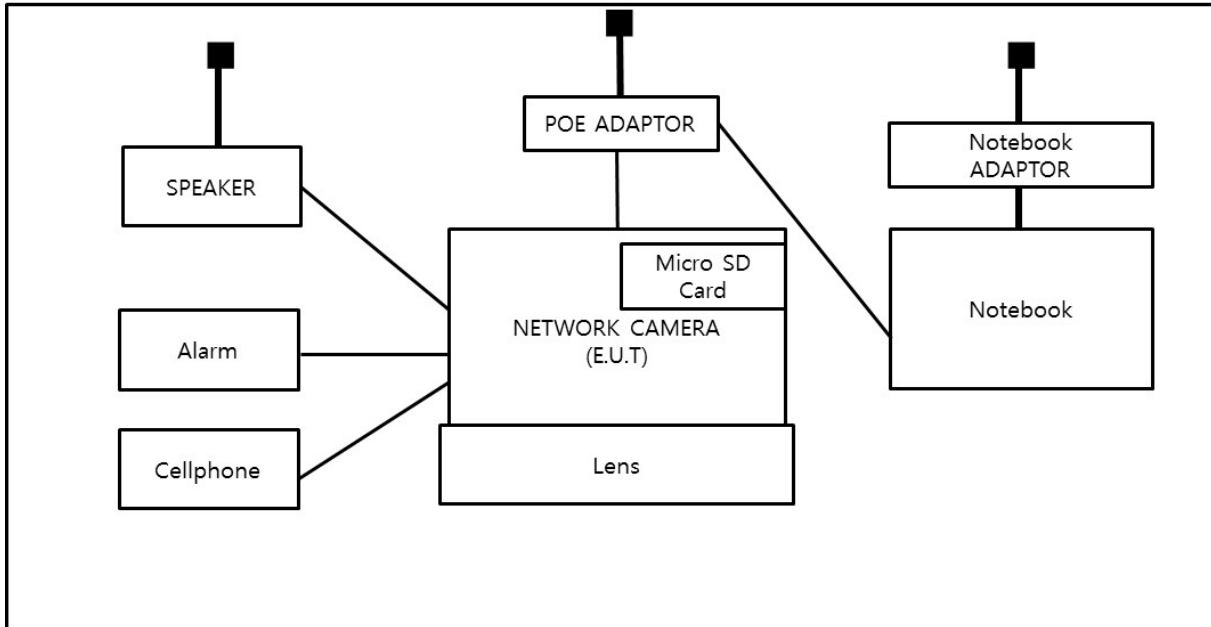 POE ADAPTOR
Notebook
ADAPTOR
SPEAKER
Micro SD
Card
NETWORK CAMERA
(E.U.T)
Notebook
Alarm
Cellphone
Lens